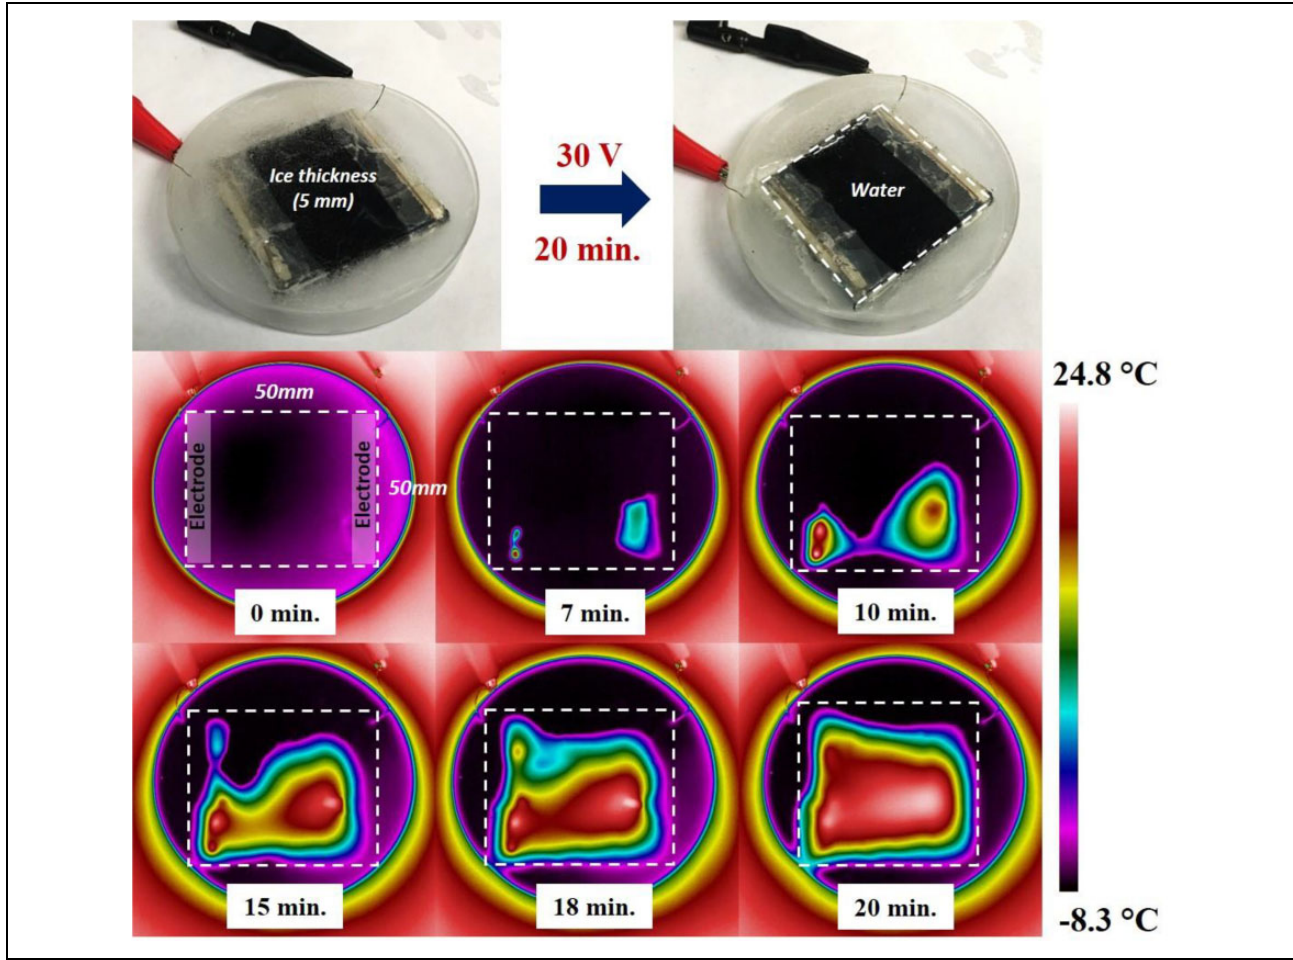 Ice thickness
(5 mm)
30 V
20 min.
Water
24.8 °C
50mm
Electrode
Electrode
50mm
0 min.
7 min.
10 min.
15 min.
18 min.
20 min.
-8.3 °C